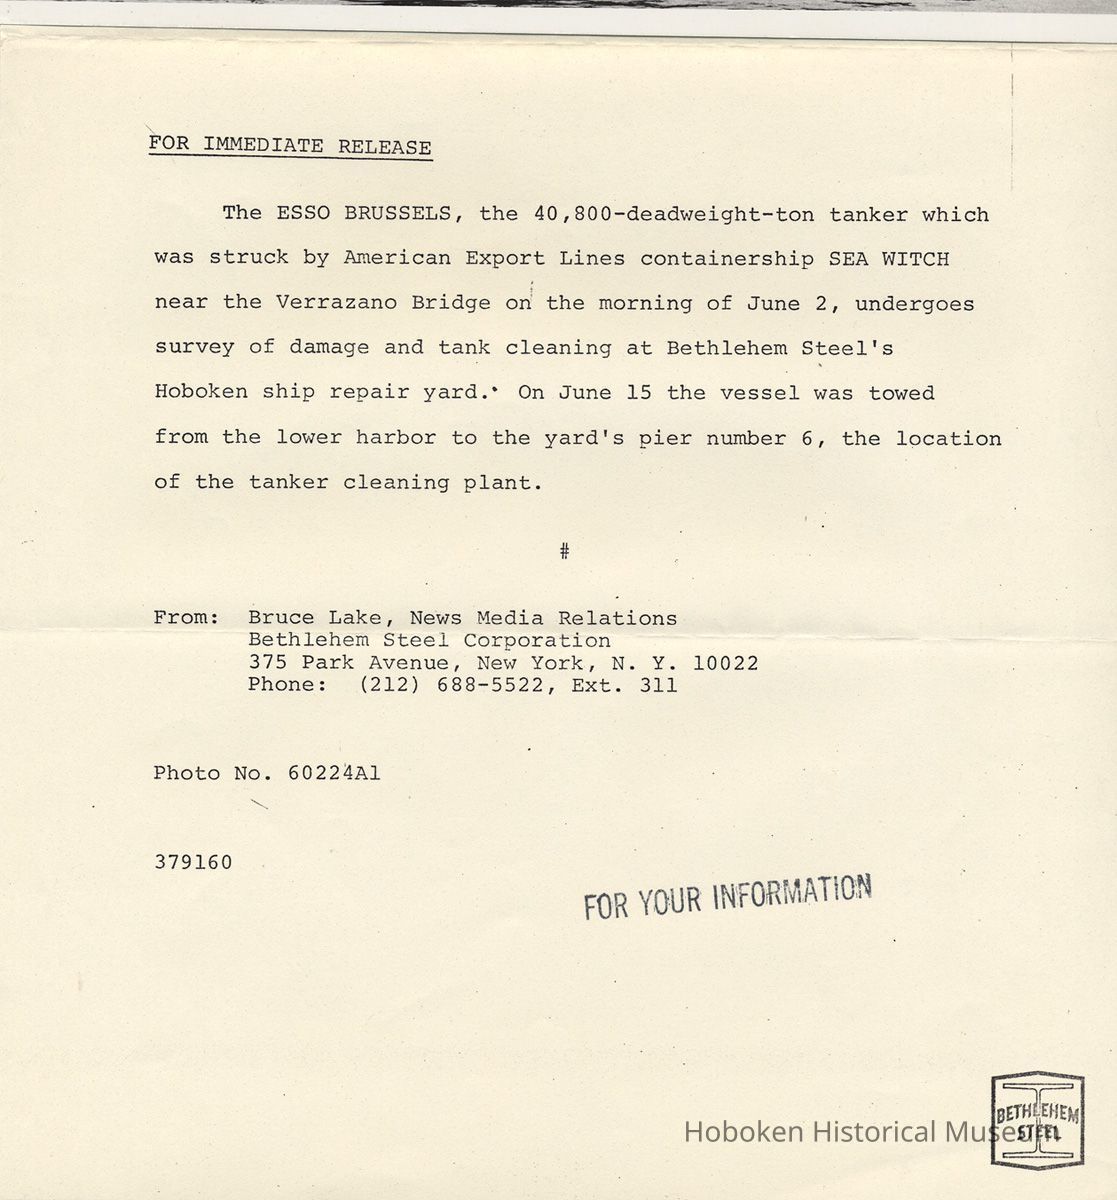 FOR IMMEDIATE RELEASE
The ESSO BRUSSELS, the 40,800-deadweight-ton tanker which
was struck by American Export Lines containership SEA WITCH
near the Verrazano Bridge on the morning of June 2, undergoes
survey of damage and tank cleaning at Bethlehem Steel's
Hoboken ship repair yard. On June 15 the vessel was towed
from the lower harbor to the yard's pier number 6, the location
of the tanker cleaning plant.
#
From: Bruce Lake, News Media Relations
Bethlehem Steel Corporation
375 Park Avenue, New York, N. Y. 10022
Phone: (212) 688-5522, Ext. 311
Photo No. 60224A1
379160
FOR YOUR INFORMATION
BETHLEHEM
STEEL
Hoboken Historical Museum